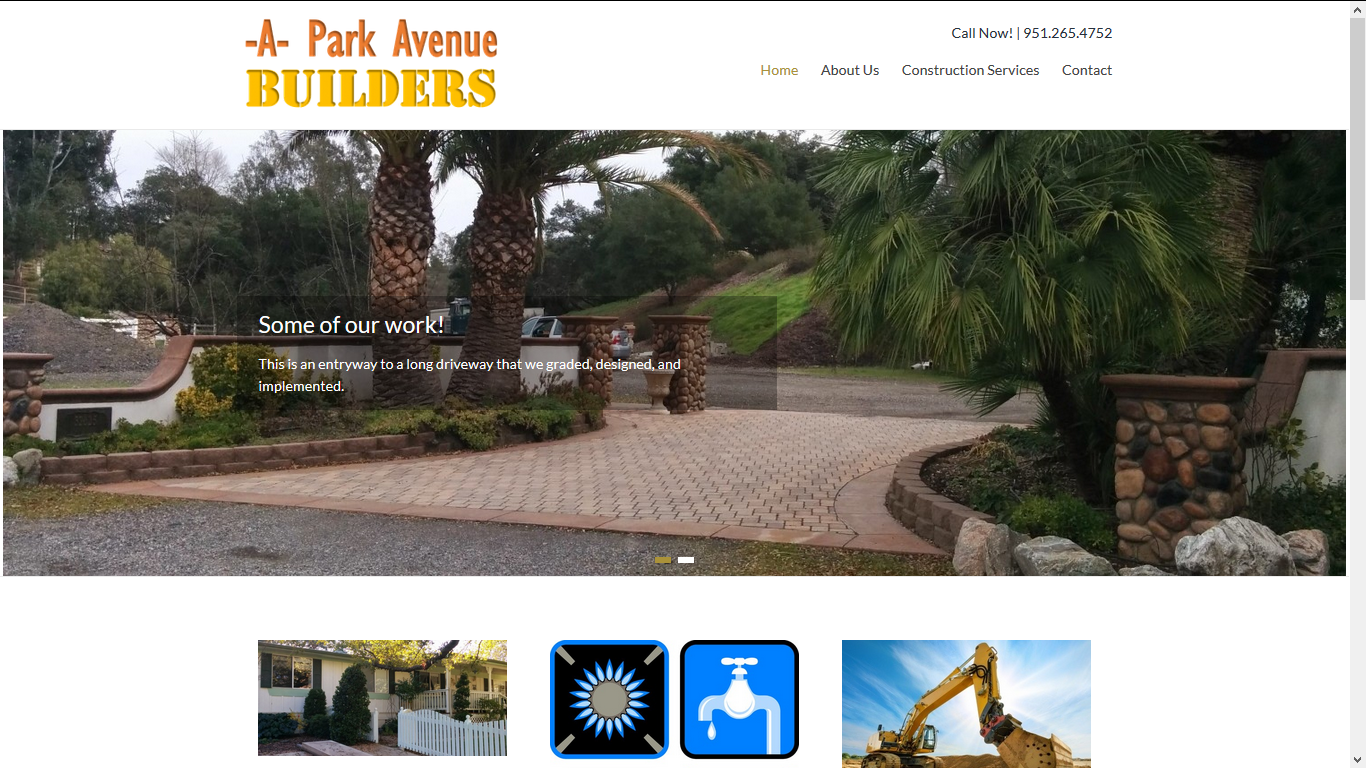 -A- Park Avenue
BUILDERS
Call Now! | 951.265.4752
Home About Us Construction Services Contact
Some of our work!
This is an entryway to a long driveway that we graded, designed, and
implemented.